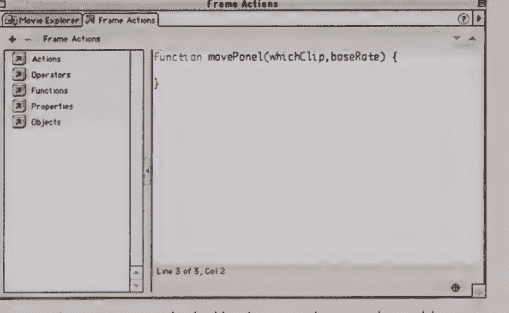 Frame Actions
Movie Explorer Frame Actions
+ - Frame Actions
Actions
Operators
Functions
Properties
Objects
function movePanel(whichClip,baseRate) {
}
Line 3 of 3, Col 2